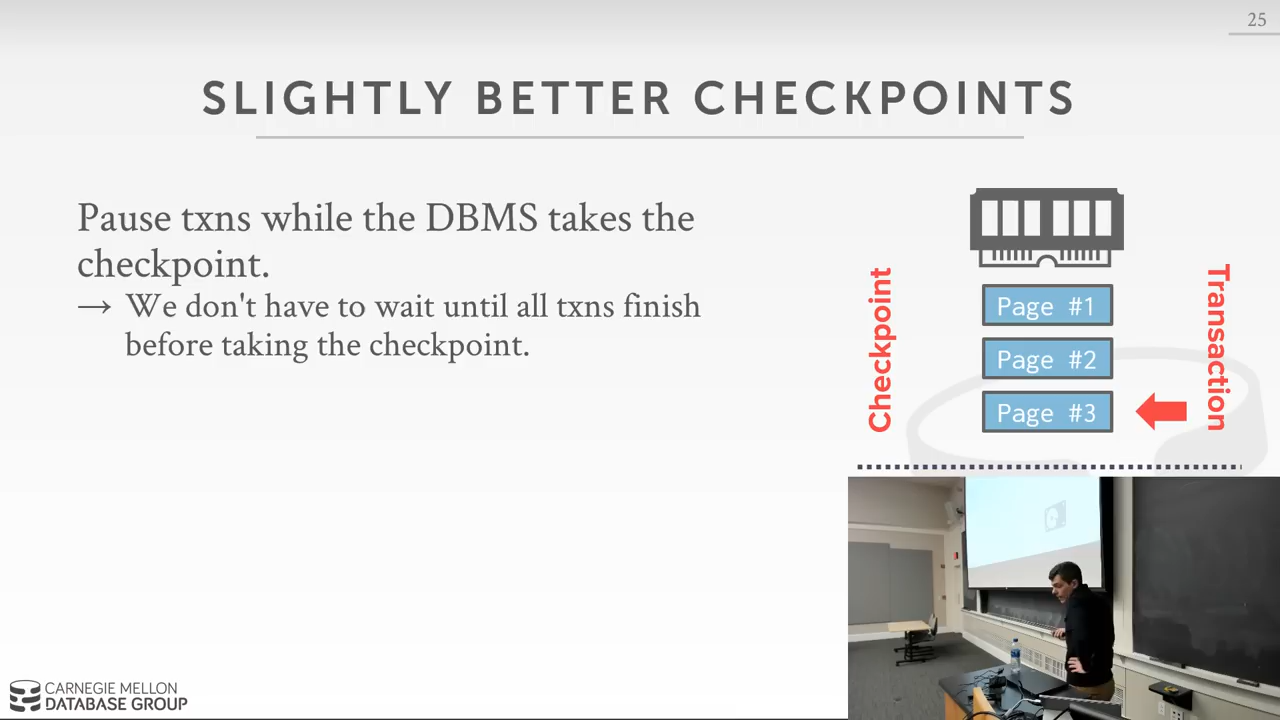 25
SLIGHTLY BETTER CHECKPOINTS
Pause txns while the DBMS takes the
checkpoint.
→ We don't have to wait until all txns finish
before taking the checkpoint.
Checkpoint
Page #1
Page #2
Page #3
Transaction
CARNEGIE MELLON
DATABASE GROUP